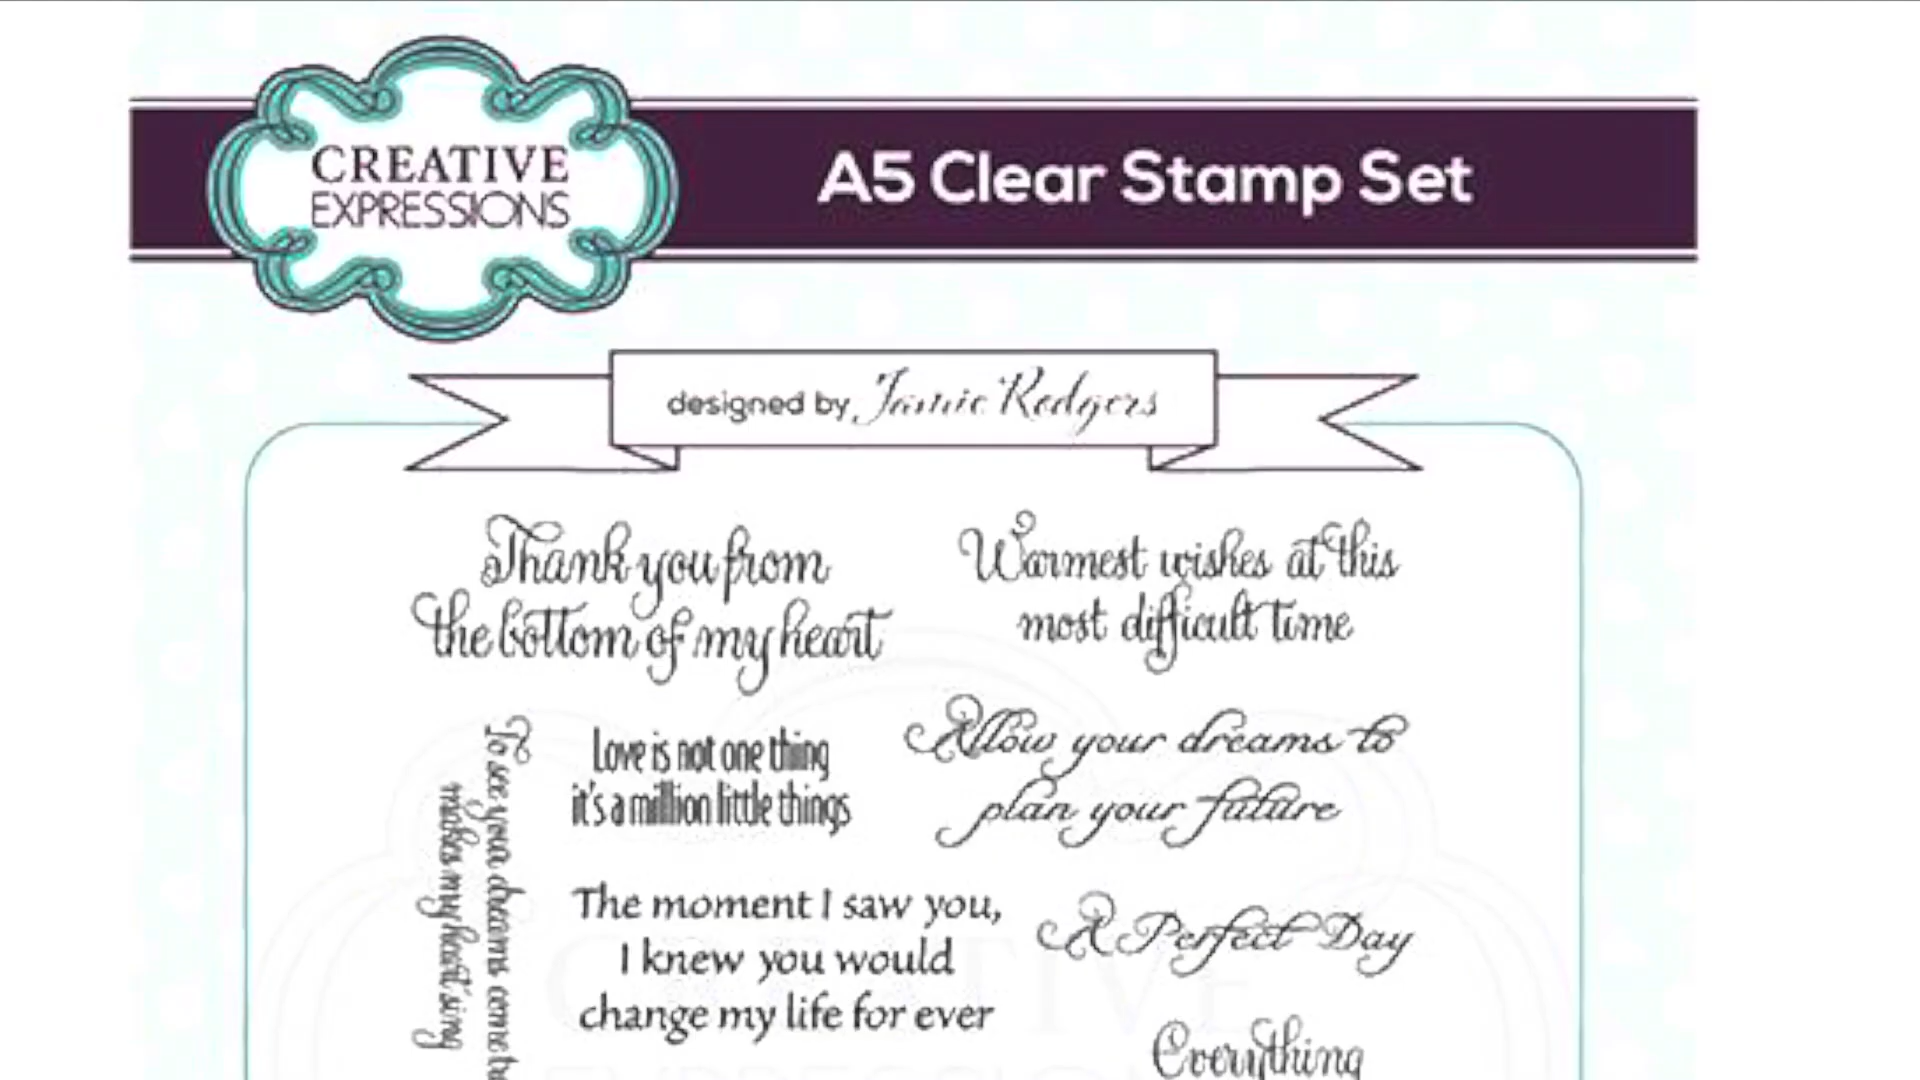 CREATIVE
EXPRESSIONS
A5 Clear Stamp Set
designed by Jamie Rodgers
Thank you from
the bottom of my heart
Warmest wishes at this
most difficult time
To see your dreams come
makes my heart sing
Love is not one thing
it's a million little things
Allow your dreams to
plan your future
The moment I saw you,
I knew you would
change my life for ever
A Perfect Day
Everything